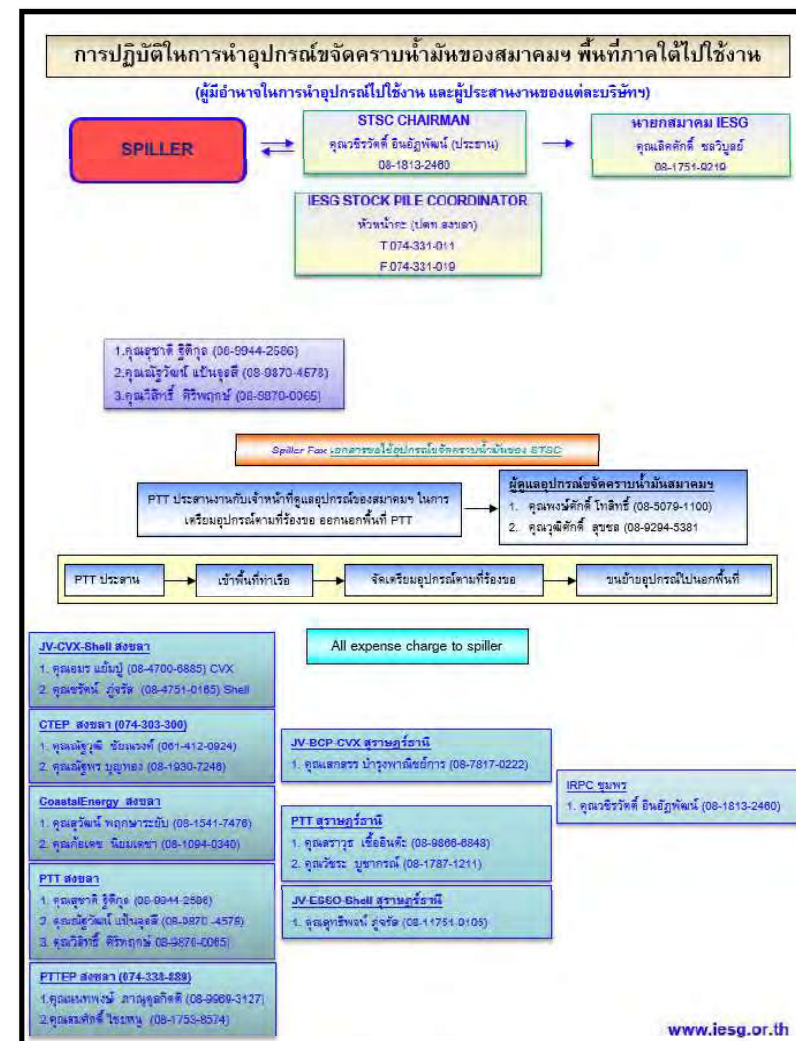 การปฏิบัติในการนำอุปกรณ์ขจัดคราบน้ำมันของสมาคมฯ พื้นที่ภาคใต้ไปใช้งาน
(ผู้มีอำนาจในการนำอุปกรณ์ไปใช้งาน และผู้ประสานงานของแต่ละบริษัทฯ)
SPILLER
STSC CHAIRMAN
คุณวชิรวัตติ์ อินอัฏพัฒน์ (ประธาน)
08-1813-2460
นายกสมาคม IESG
คุณเลิศศักดิ์ ชลวิบูลย์
08-1751-9219
IESG STOCK PILE COORDINATOR
หัวหน้ากะ (ปตท.สงขลา)
T.074-331-011
F.074-331-019
1.คุณสุชาติ ฐิติกุล (08-9944-2586)
2.คุณณัฐวัฒน์ แป้นจุลสี (08-9870-4578)
3.คุณวิสิทธิ์ ศิริพฤกษ์ (08-9870-0065)
Spiller Fax เอกสารขอใช้อุปกรณ์ขจัดคราบน้ำมันของ STSC
PTT ประสานงานกับเจ้าหน้าที่ดูแลอุปกรณ์ของสมาคมฯ ในการ
เตรียมอุปกรณ์ตามที่ร้องขอ ออกนอกพื้นที่ PTT
ผู้ดูแลอุปกรณ์ขจัดคราบน้ำมันสมาคมฯ
1. คุณพงษ์ศักดิ์ โทสิทธิ์ (08-5079-1100)
2. คุณวุฒิศักดิ์ สุขชล (08-9294-5381
PTT ประสาน
เข้าพื้นที่ท่าเรือ
จัดเตรียมอุปกรณ์ตามที่ร้องขอ
ขนย้ายอุปกรณ์ไปนอกพื้นที่
All expense charge to spiller
JV-CVX-Shell สงขลา
1. คุณอมร แย้มปู่ (08-4700-6885) CVX
2. คุณชรัตน์ ภู่จรัส (08-4751-0165) Shell
CTEP สงขลา (074-303-300)
1. คุณณัฐวุฒิ ชัยณรงค์ (061-412-0924)
2. คุณณัฐพร บุญทอง (08-1930-7246)
CoastalEnergy สงขลา
1. คุณสุวัฒน์ พฤกษาระยับ (08-1541-7476)
2. คุณภัยเดช นิยมเดชา (08-1094-0340)
PTT สงขลา
1. คุณสุชาติ ฐิติกุล (08-9944-2586)
2. คุณณัฐวัฒน์ แป้นจุลสี (08-9870 -4578)
3. คุณวิสิทธิ์ ศิริพฤกษ์ 08-9870-0065)
PTTEP สงขลา (074-338-889)
1.คุณนนทพงษ์ ภาณุกุลกิตติ (08-9969-3127)
2.คุณสมศักดิ์ (08-1753-8574)
JV-BCP-CVX สุราษฎร์ธานี
1. คุณเอกสรร บำรุงพาณิชย์การ (08-7817-0222)
PTT สุราษฎร์ธานี
1. คุณสราวุธ เชื้ออินต๊ะ (08-9866-6848)
2. คุณวัชระ บูชากรณ์ (08-1787-1211)
JV-ESSO-Shell สุราษฎร์ธานี
1. คุณสุทธิพจน์ ภู่จรัส (08-11751-0105)
IRPC ชุมพร
1. คุณวชิรวัตติ์ อินอัฏพัฒน์ (08-1813-2460)
www.iesg.or.th